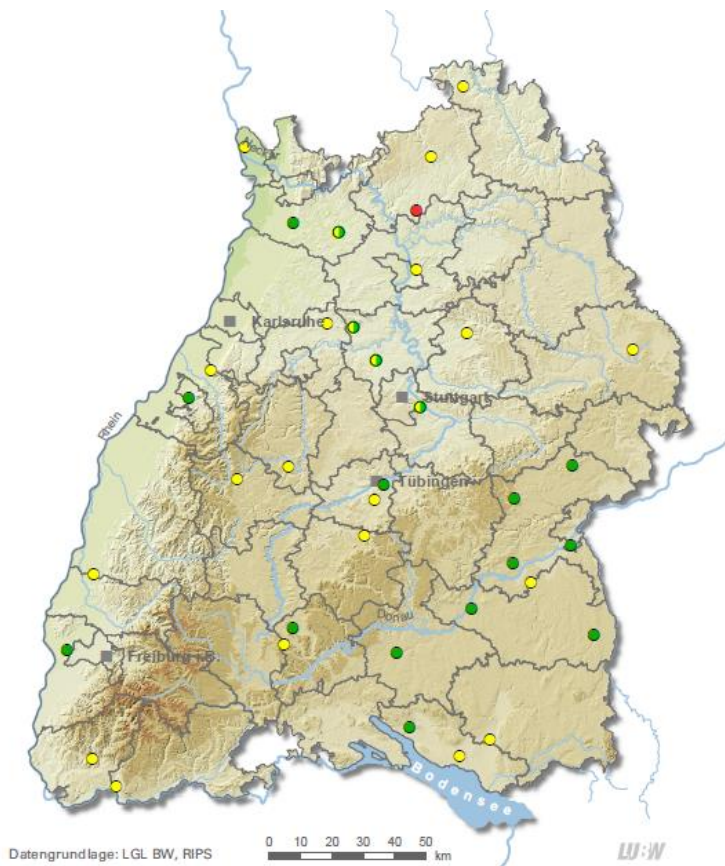 Neckar
Karlsruhe
Stuttgart
Rhein
Tübingen
Donau
Freiburg i.B.
Bodensee
Datengrundlage: LGL BW, RIPS
0 10 20 30 40 50
km
LUBW